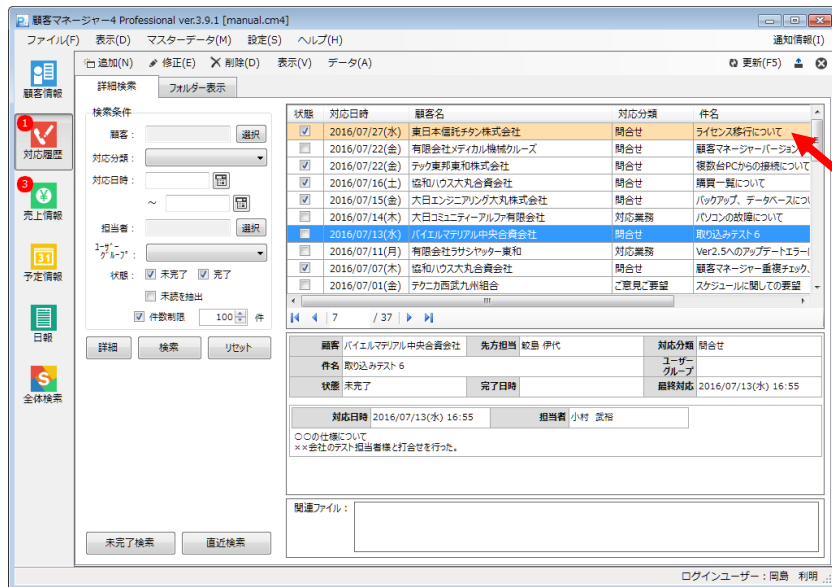 顧客マネージャー4 Professional ver.3.9.1 [manual.cm4]
ファイル(F) 表示(D) マスターデータ(M) 設定(S) ヘルプ(H) 通知情報(I)
追加(N) 修正(E) 削除(D) 表示(V) データ(A) 更新(F5)
顧客情報
1
対応履歴
3
売上情報
31
予定情報
日報
全体検索
詳細検索 フォルダー表示
検索条件
顧客: 選択
対応分類:
対応日時:
～
担当者: 選択
ユーザーグループ:
状態: 未完了 完了
未読を抽出
件数制限 100 件
詳細 検索 リセット
未完了検索 直近検索
状態 対応日時 顧客名 対応分類 件名
2016/07/27(水) 東日本信託チタン株式会社 問合せ ライセンス移行について
2016/07/22(金) 有限会社メディカル機械クルーズ 問合せ 顧客マネージャーバージョン
2016/07/22(金) テック東邦東和株式会社 問合せ 複数台PCからの接続について
2016/07/16(土) 協和ハウス大丸合資会社 問合せ 購買一覧について
2016/07/15(金) 大日エンジニアリング大丸株式会社 問合せ バックアップ、データベースについ
2016/07/14(木) 大日コミュニティーアルファ有限会社 対応業務 パソコンの故障について
2016/07/13(水) バイエルマテリアル中央合資会社 問合せ 取り込みテスト6
2016/07/11(月) 有限会社ラサシヤッター東和 対応業務 Ver2.5へのアップデートエラー
2016/07/07(木) 協和ハウス大丸合資会社 問合せ 顧客マネージャー重複チェック、
2016/07/01(金) テクニカ西武九州組合 ご意見ご要望 スケジュールに関しての要望
7 / 37
顧客 バイエルマテリアル中央合資会社 先方担当 鮫島 伊代 対応分類 問合せ
件名 取り込みテスト6 ユーザーグループ
状態 未完了 完了日時 最終対応 2016/07/13(水) 16:55
対応日時 2016/07/13(水) 16:55 担当者 小村 武裕
○○の仕様について
××会社のテスト担当者様と打合せを行った。
関連ファイル:
ログインユーザー:岡島 利明